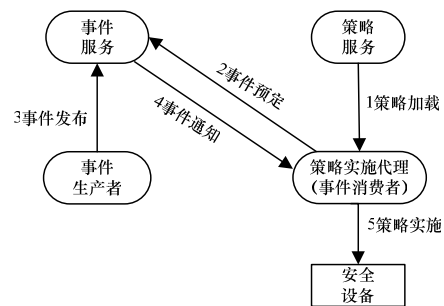 事件
服务
策略
服务
2事件预定
1策略加载
3事件发布
4事件通知
事件
生产者
策略实施代理
(事件消费者)
5策略实施
安全
设备